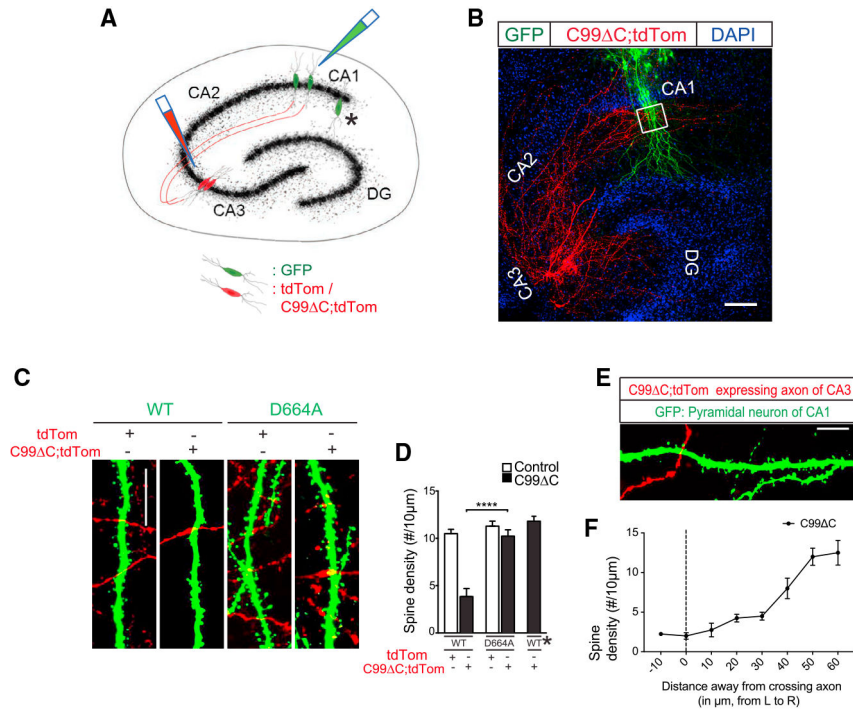 A
CA1
CA2
*
CA3
DG
: GFP
: tdTom /
C99ΔC;tdTom
B
GFP C99ΔC;tdTom DAPI
CA1
CA2
CA3
DG
C
WT D664A
tdTom + - + -
C99ΔC;tdTom - + - +
D
Control
C99ΔC
****
Spine density (#/10μm)
15
10
5
0
WT D664A WT*
tdTom + - + - -
C99ΔC;tdTom - + - + +
E
C99ΔC;tdTom expressing axon of CA3
GFP: Pyramidal neuron of CA1
F
C99ΔC
Spine
density (#/10μm)
15
10
5
0
-10 0 10 20 30 40 50 60
Distance away from crossing axon
(in μm, from L to R)